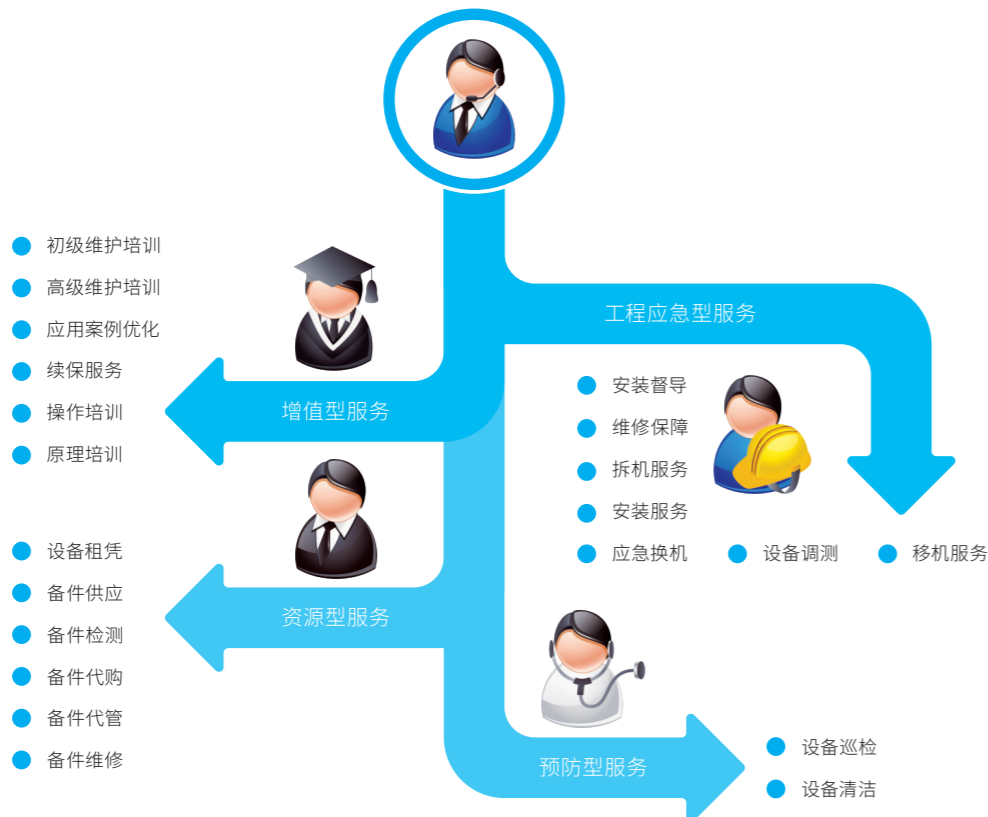 初级维护培训
高级维护培训
应用案例优化
续保服务
操作培训
原理培训
增值型服务
工程应急型服务
安装督导
维修保障
拆机服务
安装服务
应急换机 设备调测 移机服务
设备租凭
备件供应
备件检测
备件代购
备件代管
备件维修
资源型服务
预防型服务
设备巡检
设备清洁